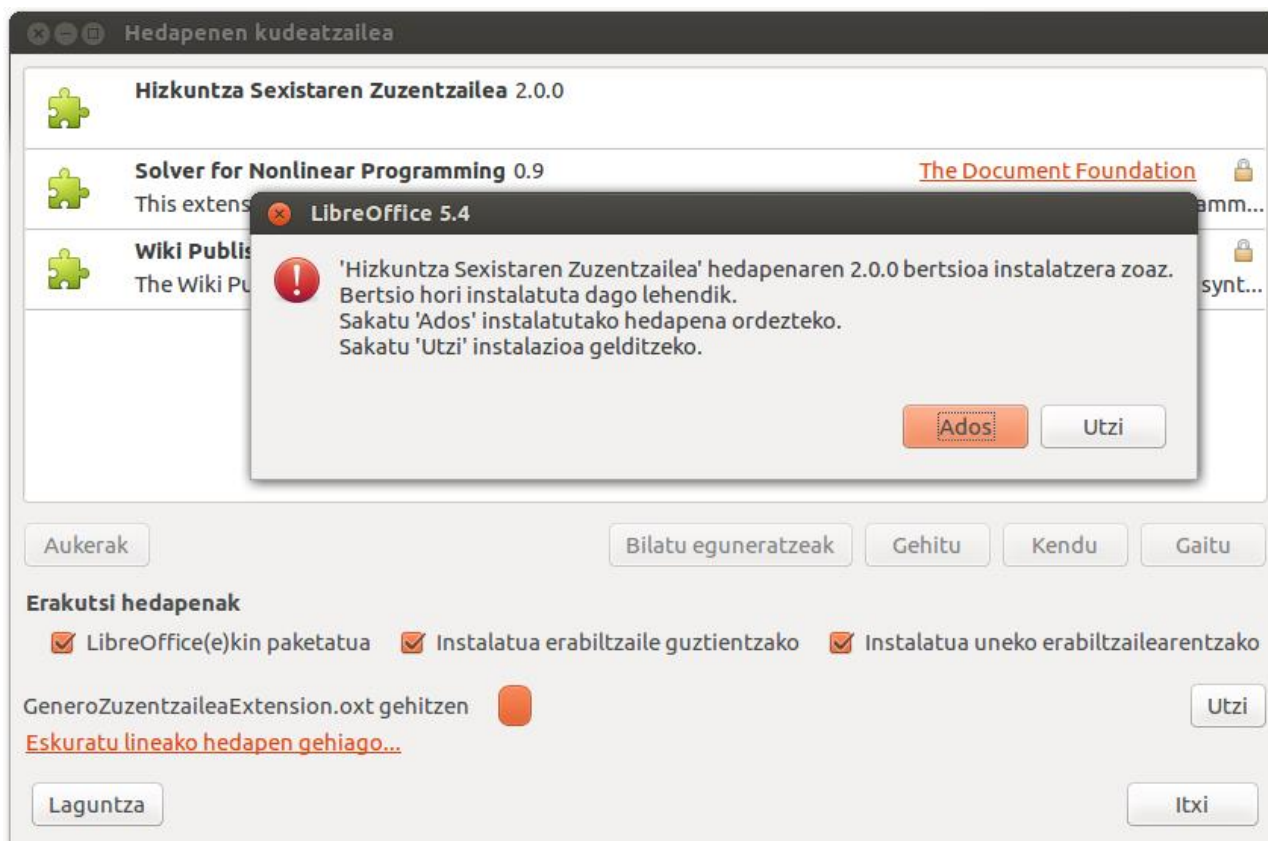 Hedapenen kudeatzailea
Hizkuntza Sexistaren Zuzentzailea 2.0.0
Solver for Nonlinear Programming 0.9 The Document Foundation
This extens amm...
Wiki Publis
The Wiki Pu synt...
LibreOffice 5.4
'Hizkuntza Sexistaren Zuzentzailea' hedapenaren 2.0.0 bertsioa instalatzera zoaz.
Bertsio hori instalatuta dago lehendik.
Sakatu 'Ados' instalatutako hedapena ordezteko.
Sakatu 'Utzi' instalazioa gelditzeko.
Ados Utzi
Aukerak Bilatu eguneratzeak Gehitu Kendu Gaitu
Erakutsi hedapenak
LibreOffice(e)kin paketatua Instalatua erabiltzaile guztientzako Instalatua uneko erabiltzailearentzako
GeneroZuzentzaileaExtension.oxt gehitzen Utzi
Eskuratu lineako hedapen gehiago...
Laguntza Itxi